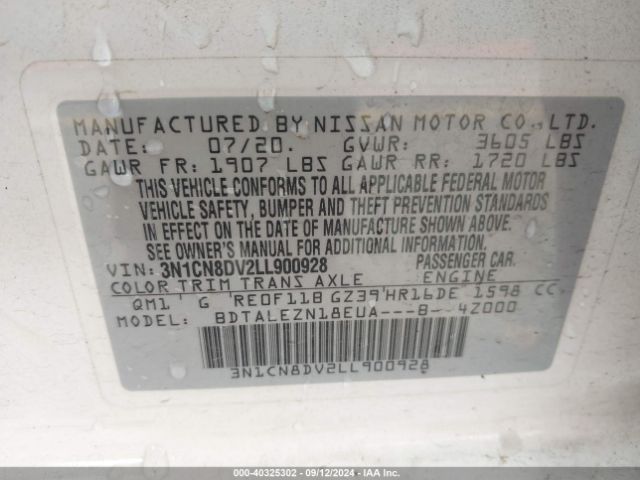 MANUFACTURED BY NISSAN MOTOR CO.,LTD.
DATE: 07/20. GVWR: 3605 LBS
GAWR FR: 1907 LBS GAWR RR: 1720 LBS
THIS VEHICLE CONFORMS TO ALL APPLICABLE FEDERAL MOTOR
VEHICLE SAFETY, BUMPER AND THEFT PREVENTION STANDARDS
IN EFFECT ON THE DATE OF MANUFACTURE SHOWN ABOVE.
SEE OWNER'S MANUAL FOR ADDITIONAL INFORMATION.
VIN: 3N1CN8DV2LL900928 PASSENGER CAR.
COLOR TRIM TRANS AXLE ENGINE
QM1 G RE0F11B GZ39 HR16DE 1598 CC
MODEL: BDTALEZN18EUA---B- 4Z000
3N1CN8DV2LL900928
000-40325302 - 09/12/2024 - IAAI.COM